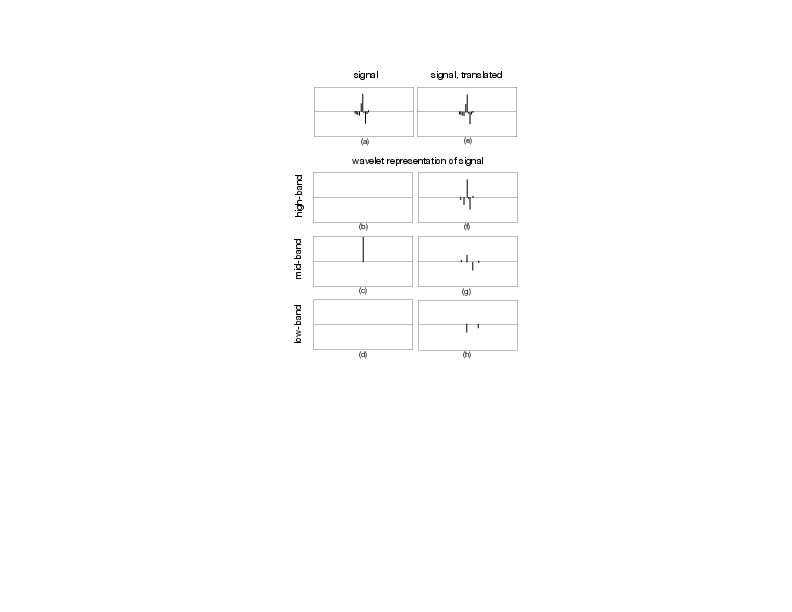 signal
signal, translated
(a)
(e)
wavelet representation of signal
high-band
(b)
(f)
mid-band
(c)
(g)
low-band
(d)
(h)